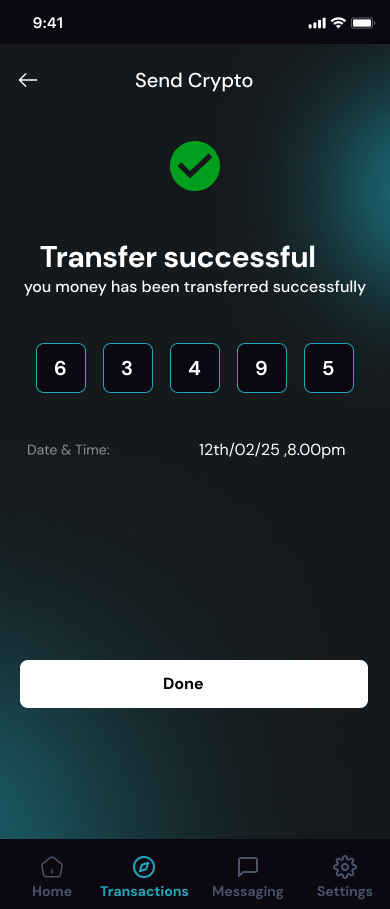 9:41
Send Crypto
Transfer successful
you money has been transferred successfully
6 3 4 9 5
Date & Time: 12th/02/25 ,8.00pm
Done
Home Transactions Messaging Settings